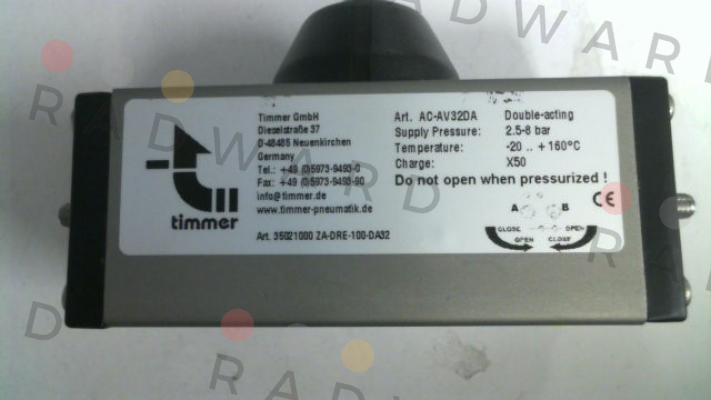 RADWARD
RADWARD
timmer
Timmer GmbH
Dieselstraße 37
D-48485 Neuenkirchen
Germany
Tel.: +49 (0)5973-9493-0
Fax: +49 (0)5973-9493-90
info@timmer.de
www.timmer-pneumatik.de
Art. 35021000 ZA-DRE-100-DA32
Art. AC-AV32DA Double-acting
Supply Pressure: 2.5-8 bar
Temperature: -20 .. + 160°C
Charge: X50
Do not open when pressurized !
CE
A B
CLOSE OPEN
OPEN CLOSE
D
RADWARD